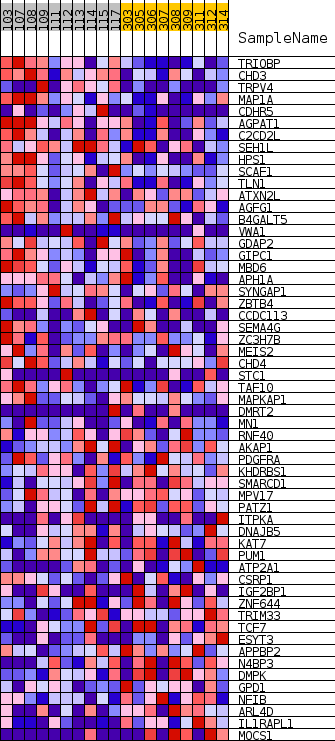 103 107 108 109 111 112 113 114 115 117 303 305 306 307 308 309 311 312 314
SampleName
TRIOBP
CHD3
TRPV4
MAP1A
CDHR5
AGPAT1
C2CD2L
SEH1L
HPS1
SCAF1
TLN1
ATXN2L
AGFG1
B4GALT5
VWA1
GDAP2
GIPC1
MBD6
APH1A
SYNGAP1
ZBTB4
CCDC113
SEMA4G
ZC3H7B
MEIS2
CHD4
STC1
TAF10
MAPKAP1
DMRT2
MN1
RNF40
AKAP1
PDGFRA
KHDRBS1
SMARCD1
MPV17
PATZ1
ITPKA
DNAJB5
KAT7
PUM1
ATP2A1
CSRP1
IGF2BP1
ZNF644
TRIM33
TCF7
ESYT3
APPBP2
N4BP3
DMPK
GPD1
NFIB
ARL4D
IL1RAPL1
MOCS1